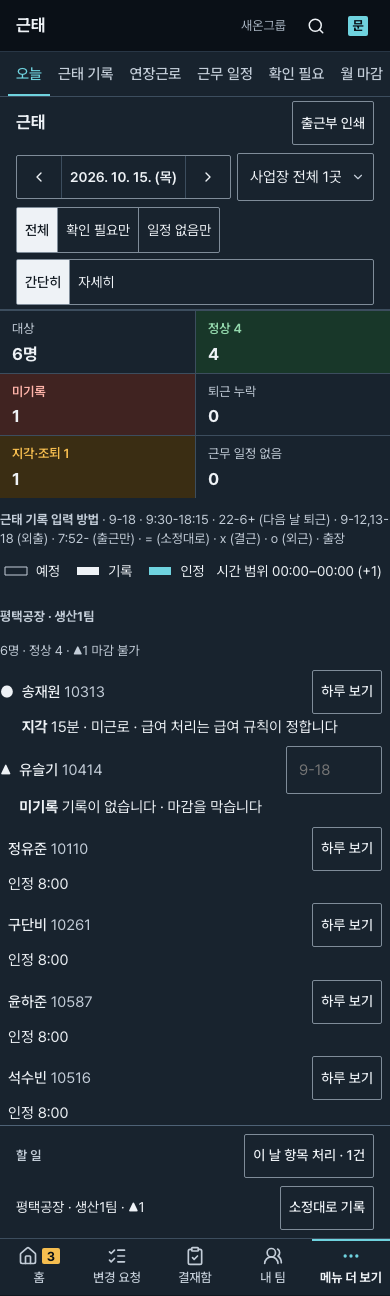 근태
새온그룹
문
오늘 근태 기록 연장근로 근무 일정 확인 필요 월 마감
근태
출근부 인쇄
2026. 10. 15. (목)
사업장 전체 1곳
전체 확인 필요만 일정 없음만
간단히 자세히
대상
6명
정상 4
4
미기록
1
퇴근 누락
0
지각·조퇴 1
1
근무 일정 없음
0
근태 기록 입력 방법 · 9-18 · 9:30-18:15 · 22-6+ (다음 날 퇴근) · 9-12,13-
18 (외출) · 7:52- (출근만) · = (소정대로) · x (결근) · o (외근) · 출장
예정 기록 인정 시간 범위 00:00–00:00 (+1)
평택공장 · 생산1팀
6명 · 정상 4 · ▲1 마감 불가
송재원 10313
하루 보기
지각 15분 · 미근로 · 급여 처리는 급여 규칙이 정합니다
▲ 유슬기 10414
9-18
미기록 기록이 없습니다 · 마감을 막습니다
정유준 10110
하루 보기
인정 8:00
구단비 10261
하루 보기
인정 8:00
윤하준 10587
하루 보기
인정 8:00
석수빈 10516
하루 보기
인정 8:00
할 일
이 날 항목 처리 · 1건
평택공장 · 생산1팀 · ▲1
소정대로 기록
3
홈 변경 요청 결재함 내 팀 메뉴 더 보기